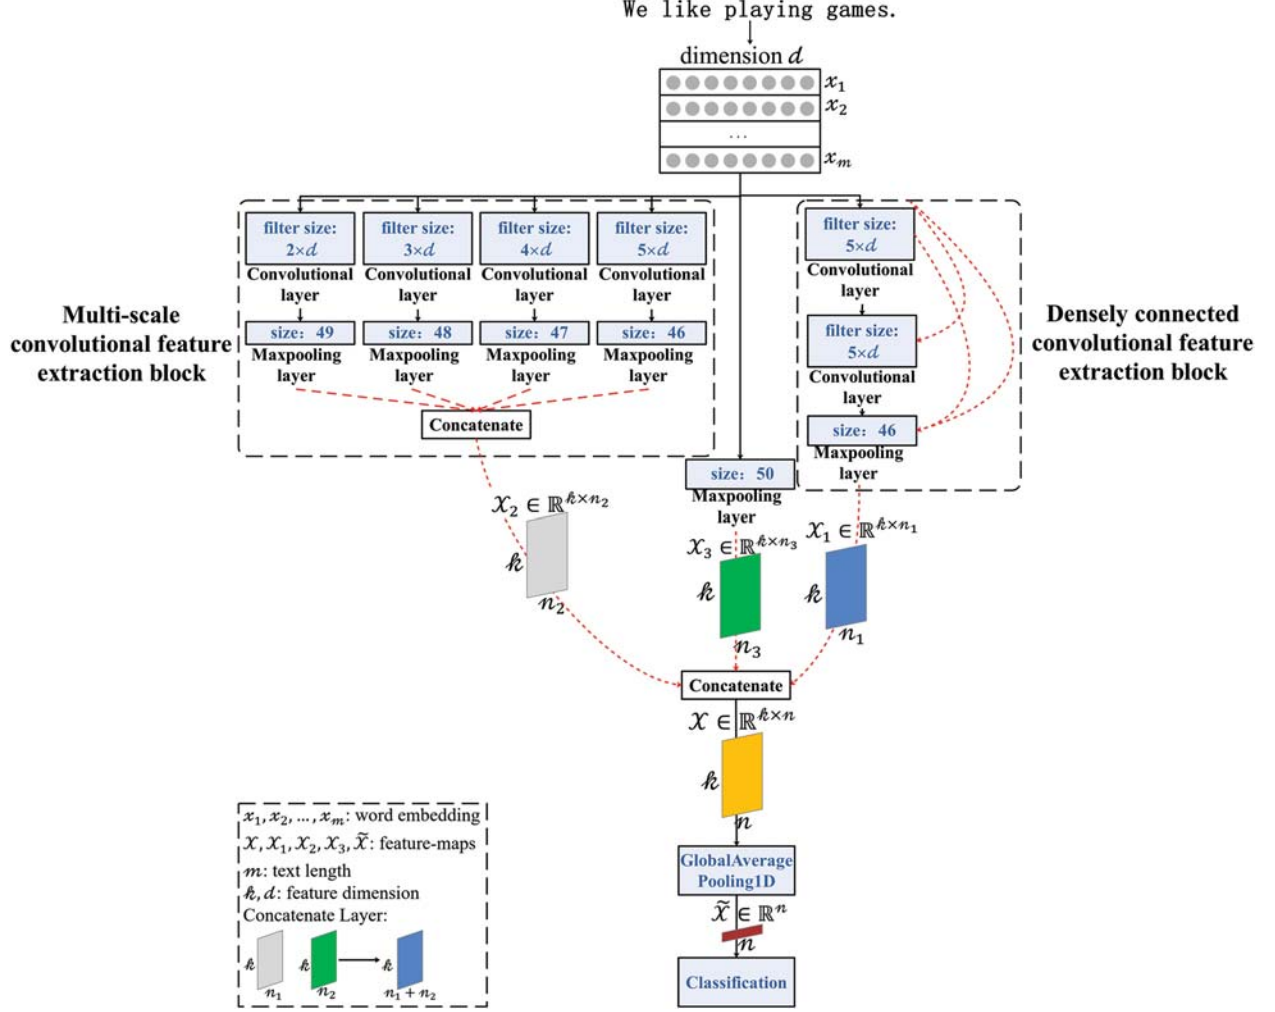 We like playing games.
dimension d
x₁
x₂
...
xₘ
filter size:
2×d
Convolutional
layer
size: 49
Maxpooling
layer
filter size:
3×d
Convolutional
layer
size: 48
Maxpooling
layer
filter size:
4×d
Convolutional
layer
size: 47
Maxpooling
layer
filter size:
5×d
Convolutional
layer
size: 46
Maxpooling
layer
Concatenate
Multi-scale
convolutional feature
extraction block
filter size:
5×d
Convolutional
layer
filter size:
5×d
Convolutional
layer
size: 46
Maxpooling
layer
Densely connected
convolutional feature
extraction block
size: 50
Maxpooling
layer
X₂ ∈ ℝ^{k×n₂}
k
n₂
X₃ ∈ ℝ^{k×n₃}
k
n₃
X₁ ∈ ℝ^{k×n₁}
k
n₁
Concatenate
X ∈ ℝ^{k×n}
k
n
GlobalAverage
Pooling1D
X̃ ∈ ℝⁿ
n
Classification
x₁, x₂, ..., xₘ: word embedding
X, X₁, X₂, X₃, X̃: feature-maps
m: text length
k, d: feature dimension
Concatenate Layer:
k
n₁
k
n₂
k
n₁ + n₂